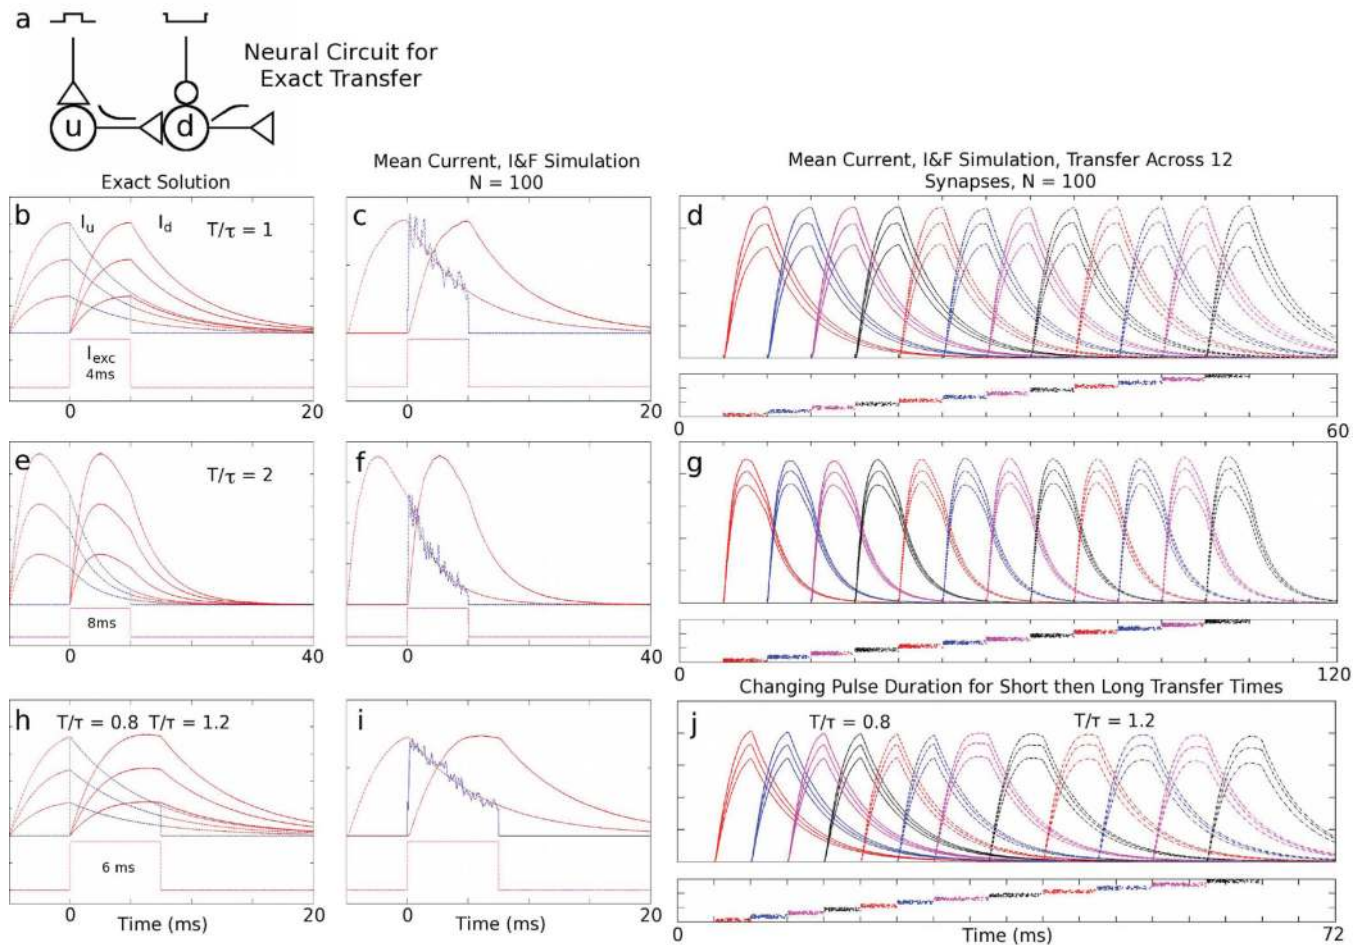 a
u
d
Neural Circuit for
Exact Transfer
Exact Solution
Mean Current, I&F Simulation
N = 100
Mean Current, I&F Simulation, Transfer Across 12
Synapses, N = 100
b
I_u
I_d
T/τ = 1
I_exc
4ms
0
20
c
0
20
d
0
60
e
T/τ = 2
8ms
0
40
f
0
40
g
0
120
Changing Pulse Duration for Short then Long Transfer Times
h
T/τ = 0.8 T/τ = 1.2
6 ms
0
20
Time (ms)
i
0
20
Time (ms)
j
T/τ = 0.8
T/τ = 1.2
0
72
Time (ms)